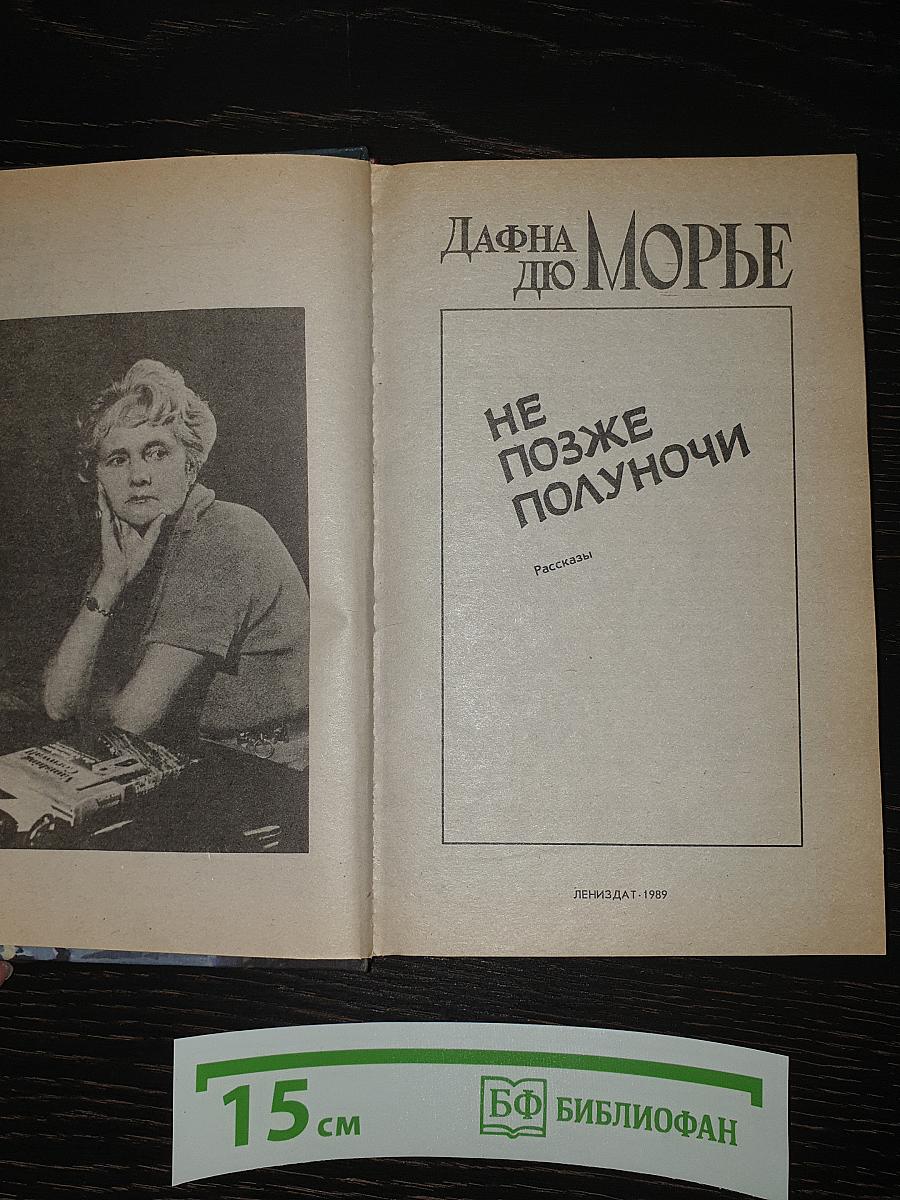 ДАФНА
ДЮ
МОРЬЕ
НЕ
ПОЗЖЕ
ПОЛУНОЧИ
Рассказы
ЛЕНИЗДАТ·1989
15 см
БФ БИБЛИОФАН